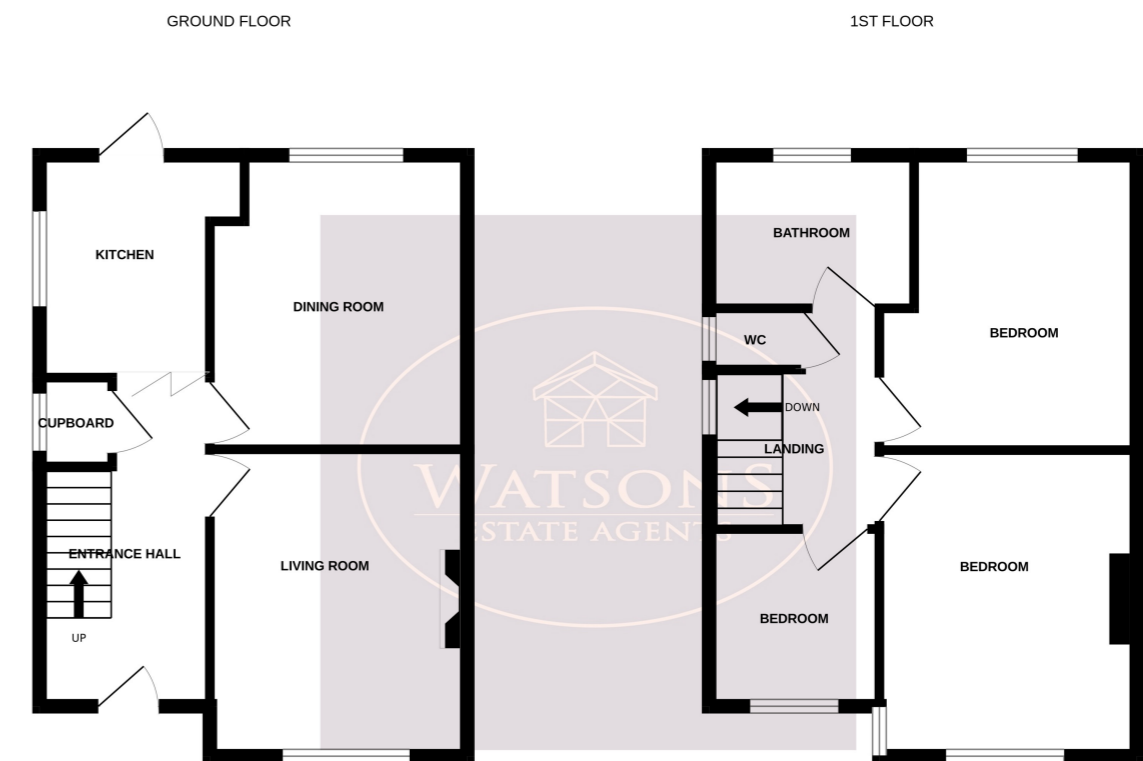 GROUND FLOOR
1ST FLOOR
KITCHEN
DINING ROOM
CUPBOARD
ENTRANCE HALL
UP
LIVING ROOM
BATHROOM
WC
BEDROOM
DOWN
LANDING
BEDROOM
BEDROOM
WATSONS
ESTATE AGENTS